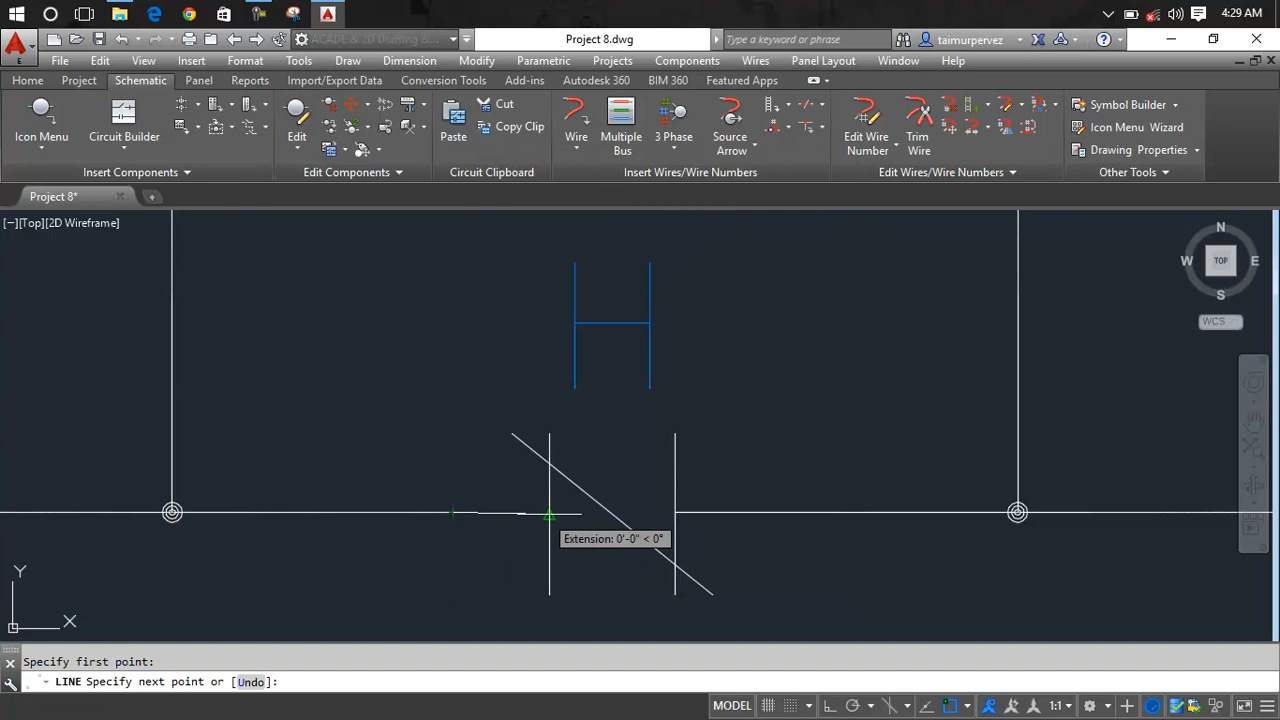 4:29 AM
ACADE & 2D Drafting &
Project 8.dwg
Type a keyword or phrase
taimurpervez
E
File Edit View Insert Format Tools Draw Dimension Modify Parametric Projects Components Wires Panel Layout Window Help
Home Project Schematic Panel Reports Import/Export Data Conversion Tools Add-ins Autodesk 360 BIM 360 Featured Apps
Icon Menu
Circuit Builder
Edit
Paste
Cut
Copy Clip
Wire
Multiple Bus
3 Phase
Source Arrow
Edit Wire Number
Trim Wire
Symbol Builder
Icon Menu Wizard
Drawing Properties
Insert Components
Edit Components
Circuit Clipboard
Insert Wires/Wire Numbers
Edit Wires/Wire Numbers
Other Tools
Project 8*
[−][Top][2D Wireframe]
N
W TOP E
S
WCS
Extension: 0'-0" < 0°
Y
X
Specify first point:
LINE Specify next point or [Undo]:
MODEL
1:1